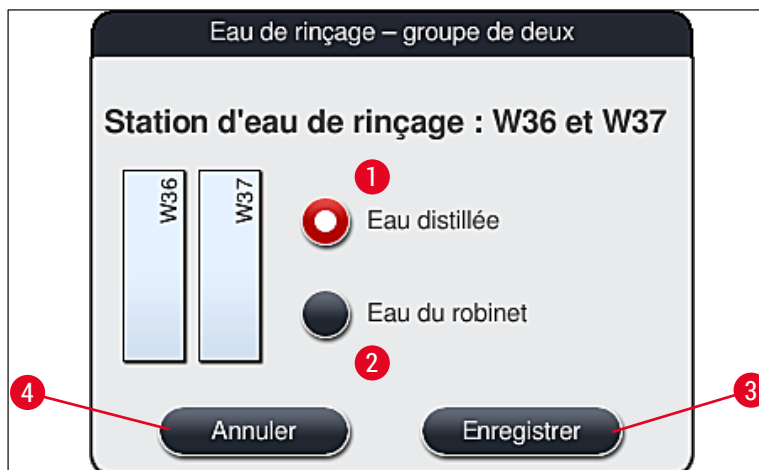 Eau de rinçage – groupe de deux
Station d'eau de rinçage : W36 et W37
W36
W37
1
Eau distillée
Eau du robinet
2
4
Annuler
Enregistrer
3